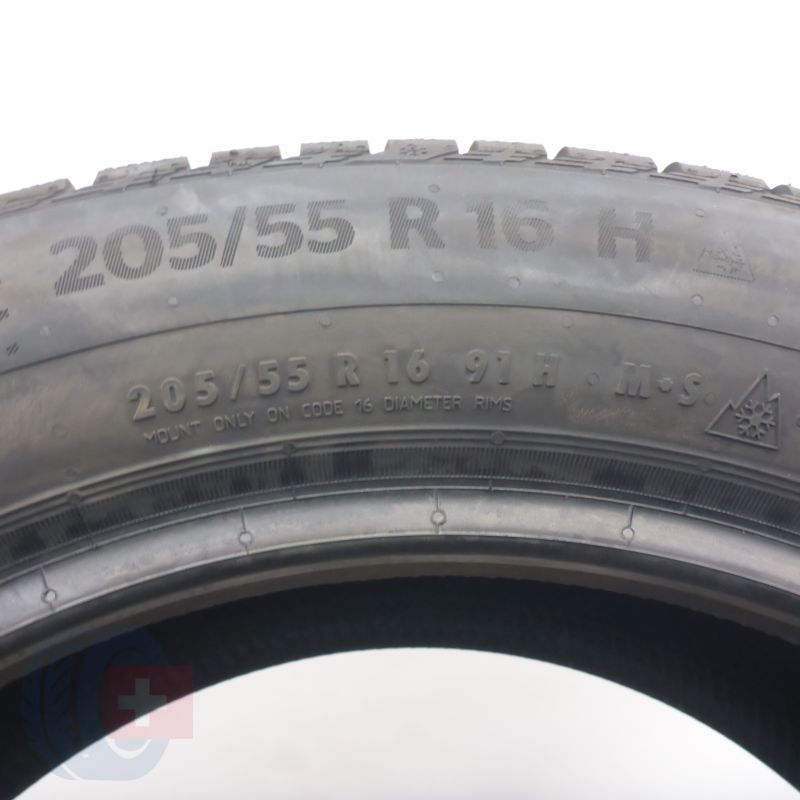 205/55 R 16 H
205/55 R 16 91 H • M•S•
MOUNT ONLY ON CODE 16 DIAMETER RIMS